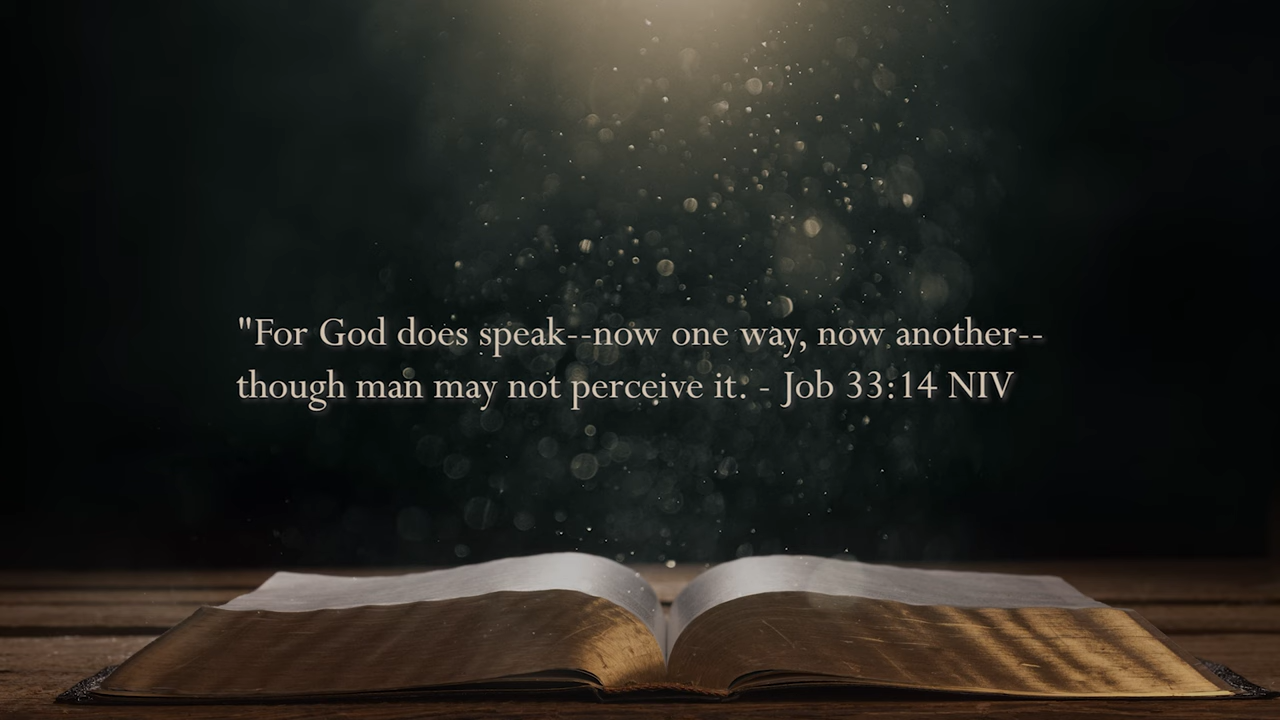 "For God does speak--now one way, now another--
though man may not perceive it. - Job 33:14 NIV